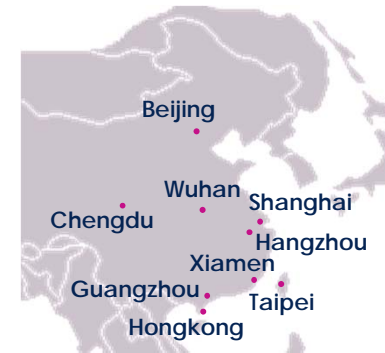 Beijing
Wuhan
Shanghai
Chengdu
Hangzhou
Xiamen
Guangzhou
Taipei
Hongkong